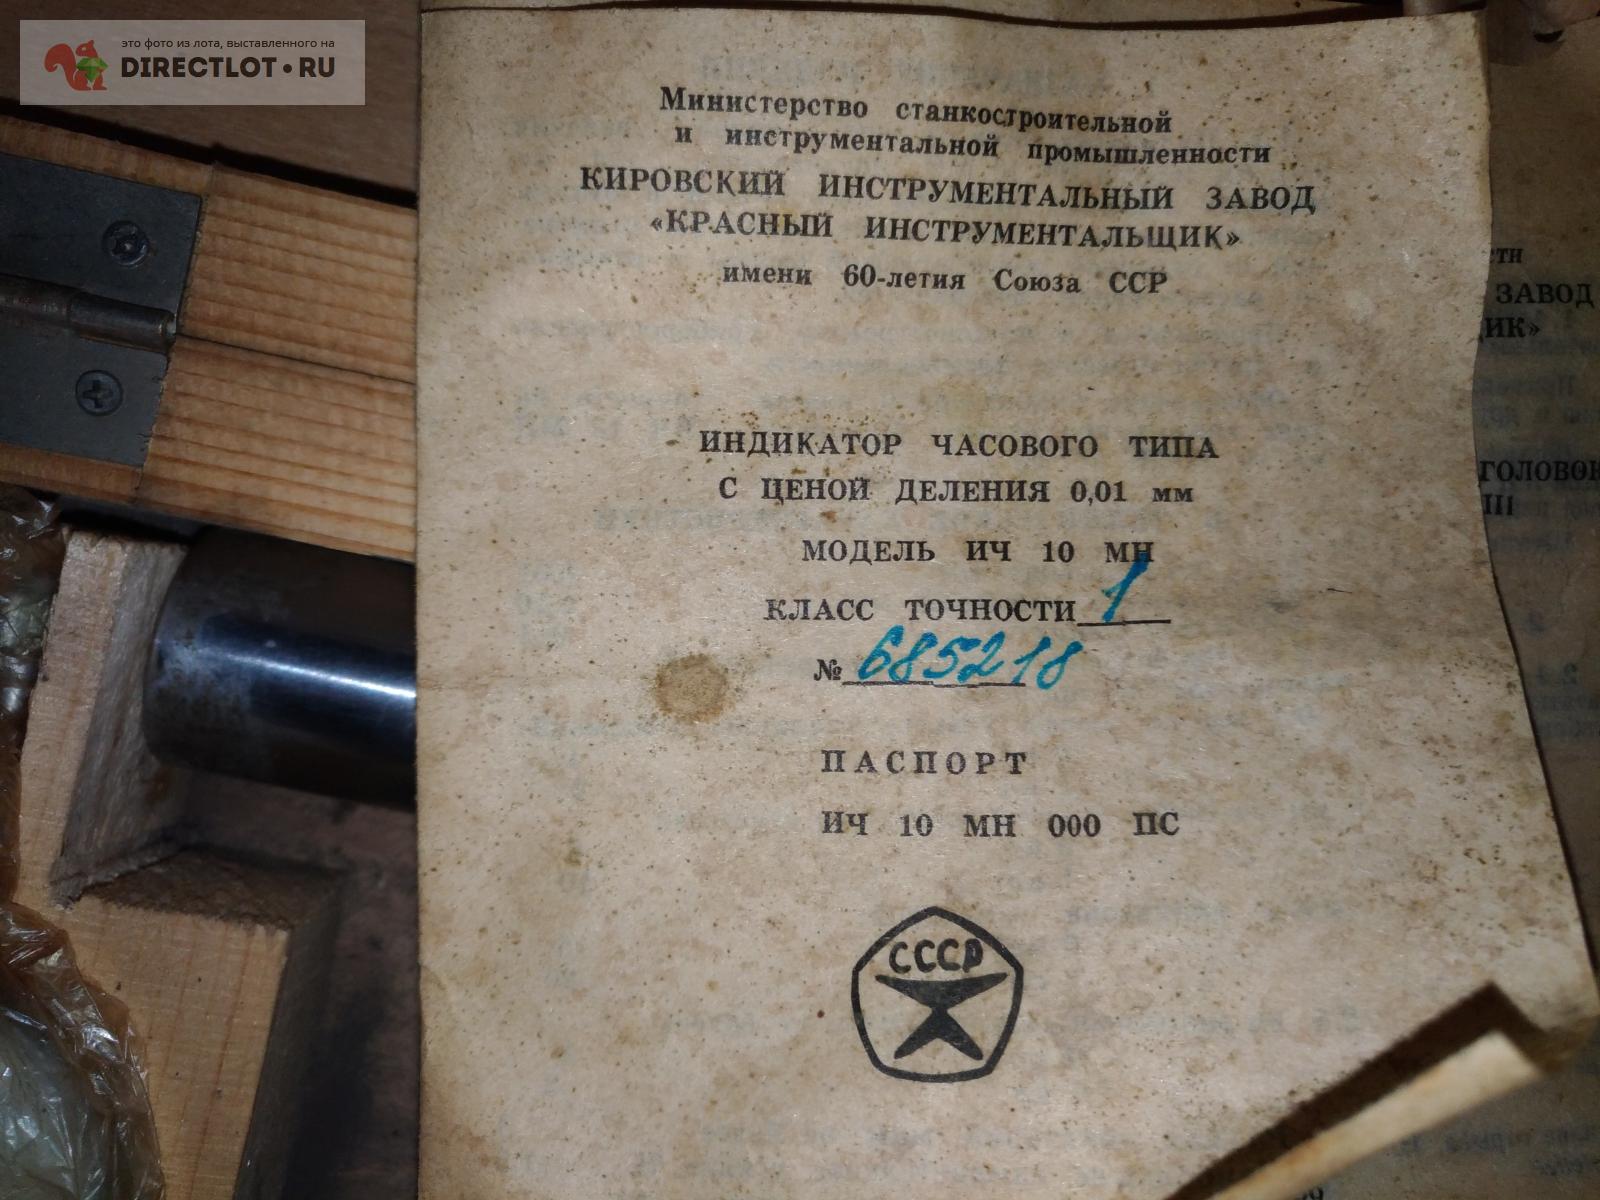 это фото из лота, выставленного на
DIRECTLOT•RU
Министерство станкостроительной
и инструментальной промышленности
КИРОВСКИЙ ИНСТРУМЕНТАЛЬНЫЙ ЗАВОД
«КРАСНЫЙ ИНСТРУМЕНТАЛЬЩИК»
имени 60-летия Союза ССР
ИНДИКАТОР ЧАСОВОГО ТИПА
С ЦЕНОЙ ДЕЛЕНИЯ 0,01 мм
МОДЕЛЬ ИЧ 10 МН
КЛАСС ТОЧНОСТИ 1
№ 685218
ПАСПОРТ
ИЧ 10 МН 000 ПС
СССР
ЗАВОД
ИК»
ГОЛОВОК